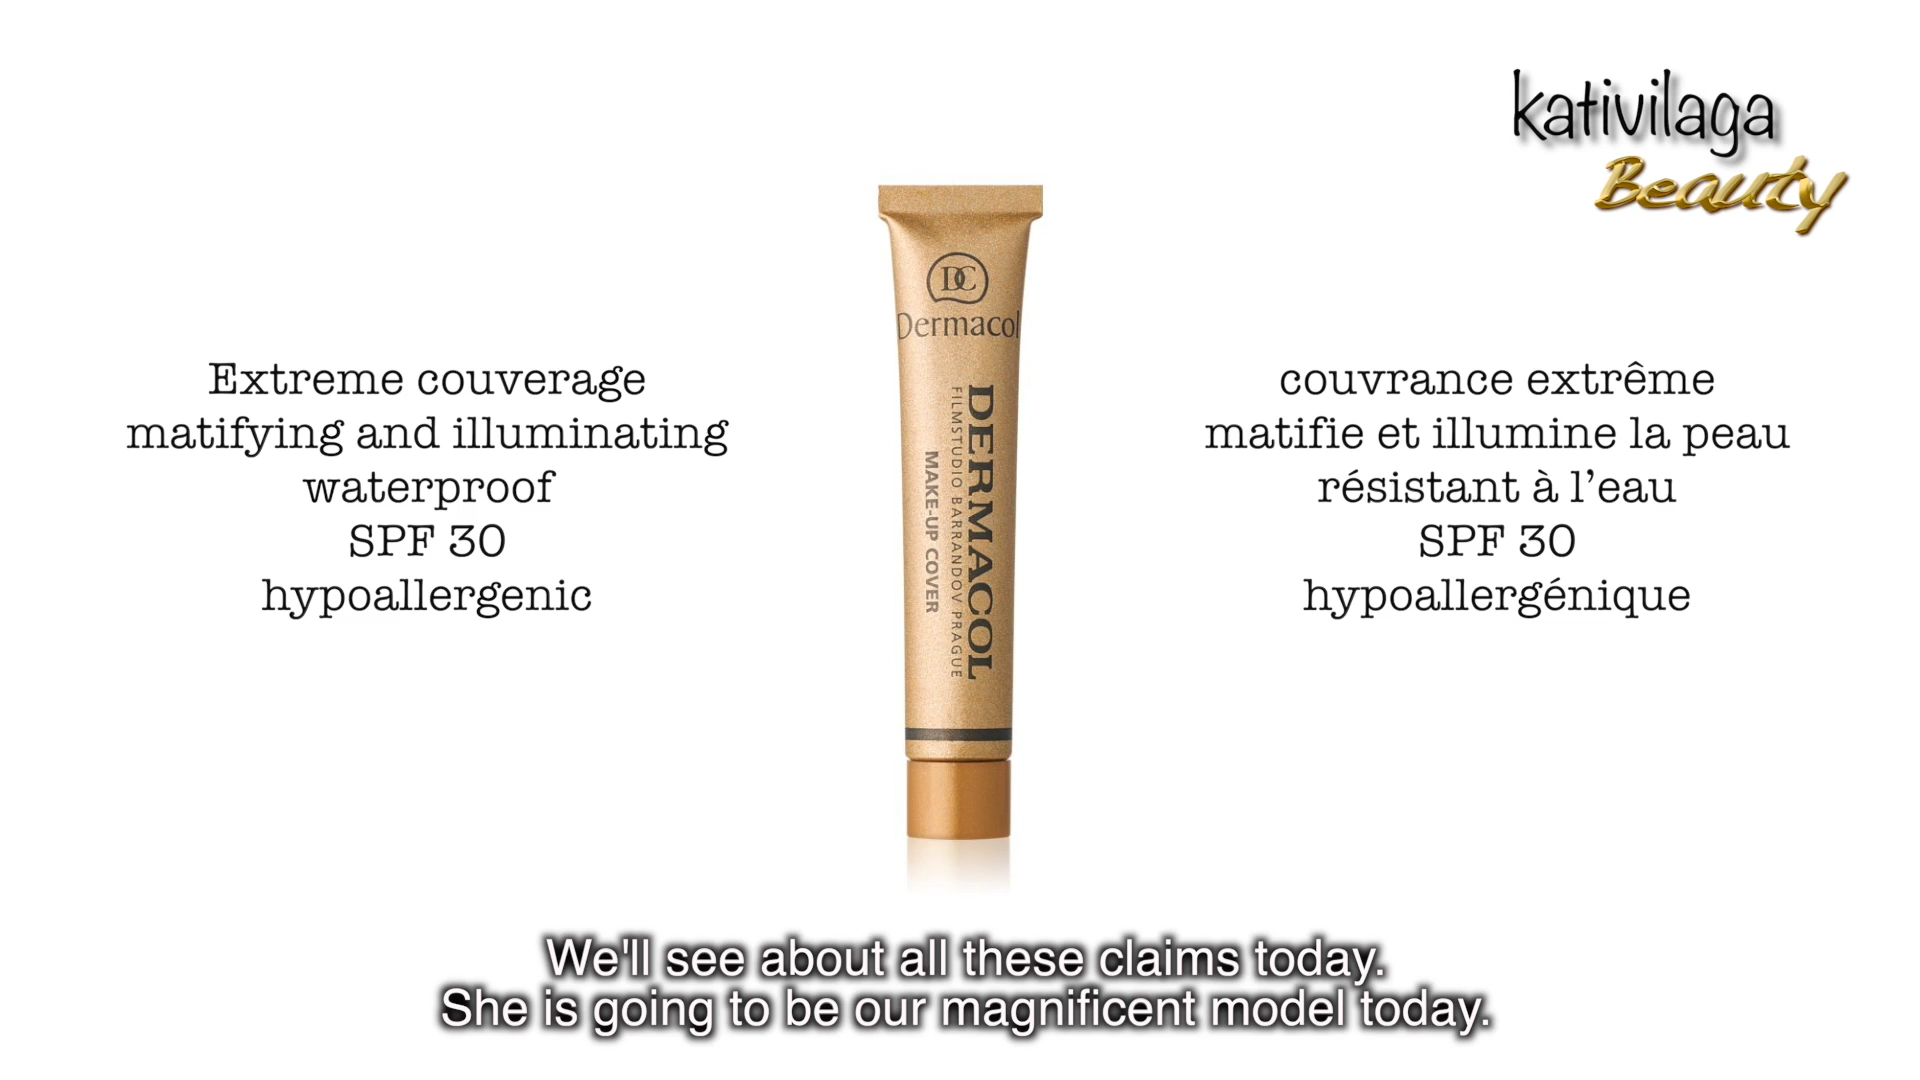 kativilaga
Beauty
DC
Dermacol
DERMACOL
FILMSTUDIO BARRANDOV PRAGUE
MAKE-UP COVER
Extreme couverage
matifying and illuminating
waterproof
SPF 30
hypoallergenic
couvrance extrême
matifie et illumine la peau
résistant à l’eau
SPF 30
hypoallergénique
We'll see about all these claims today.
She is going to be our magnificent model today.